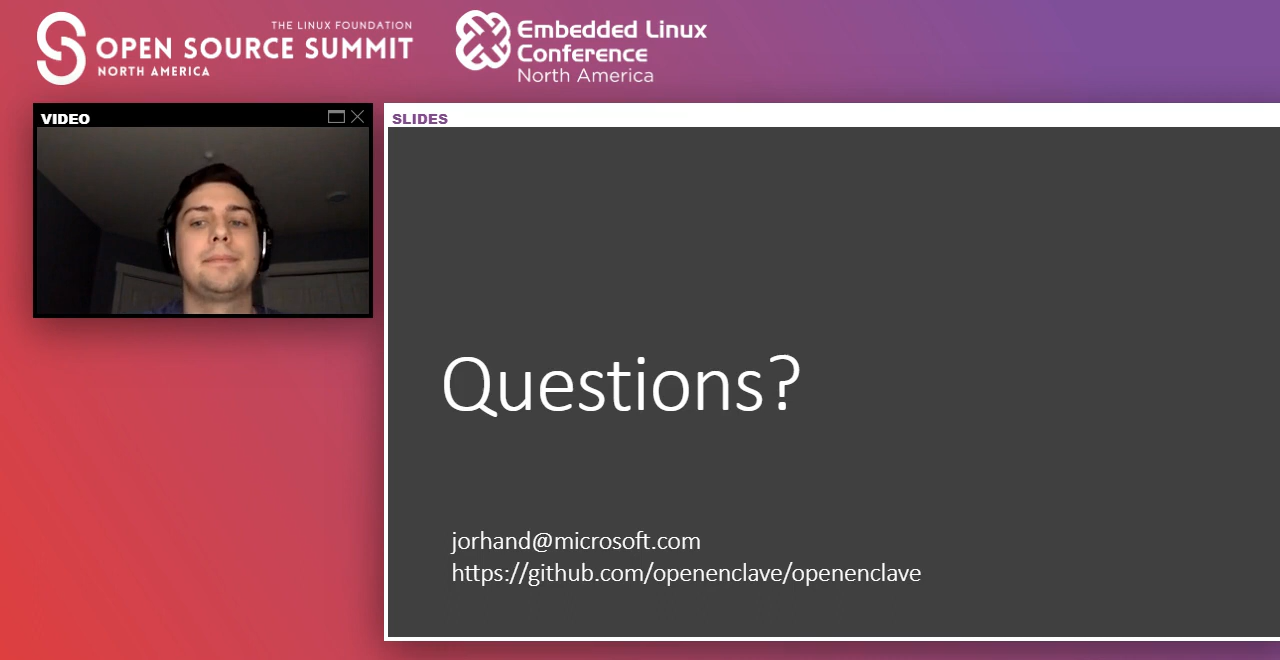 THE LINUX FOUNDATION
OPEN SOURCE SUMMIT
NORTH AMERICA
Embedded Linux
Conference
North America
VIDEO
SLIDES
Questions?
jorhand@microsoft.com
https://github.com/openenclave/openenclave